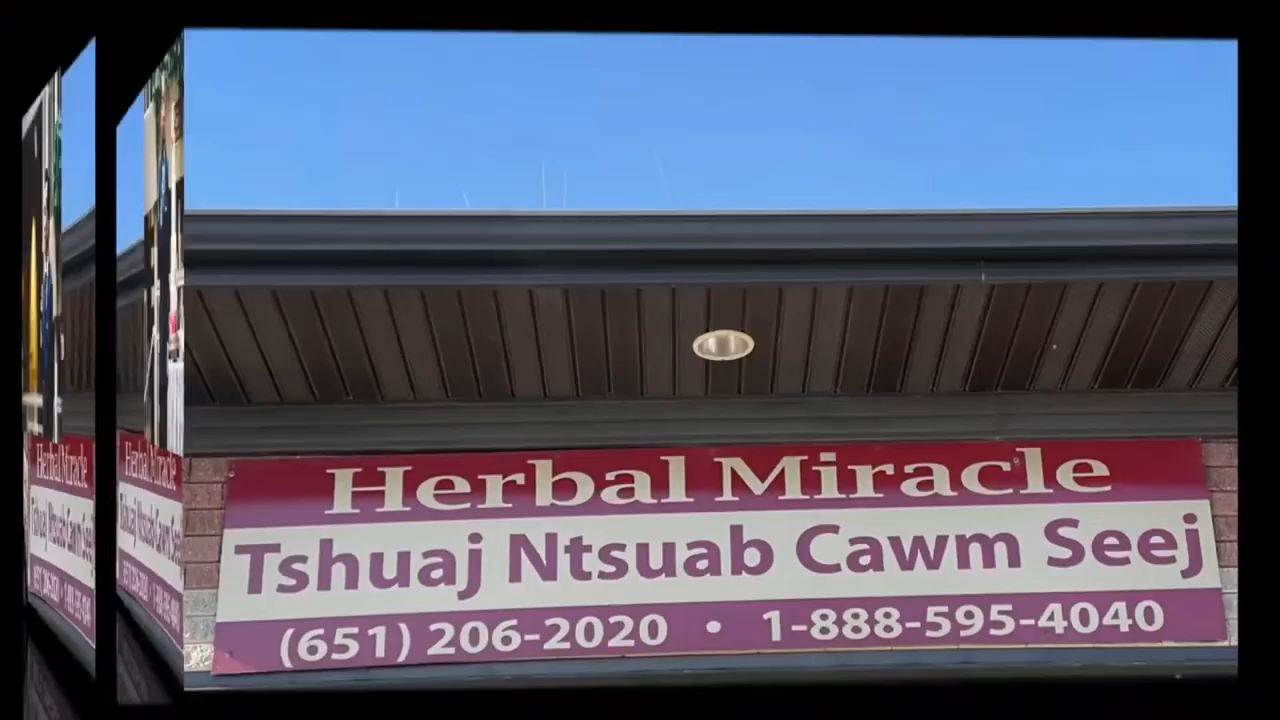 Herbal Miracle
Tshuaj Ntsuab Cawm Seej
(651) 206-2020 • 1-888-595-4040